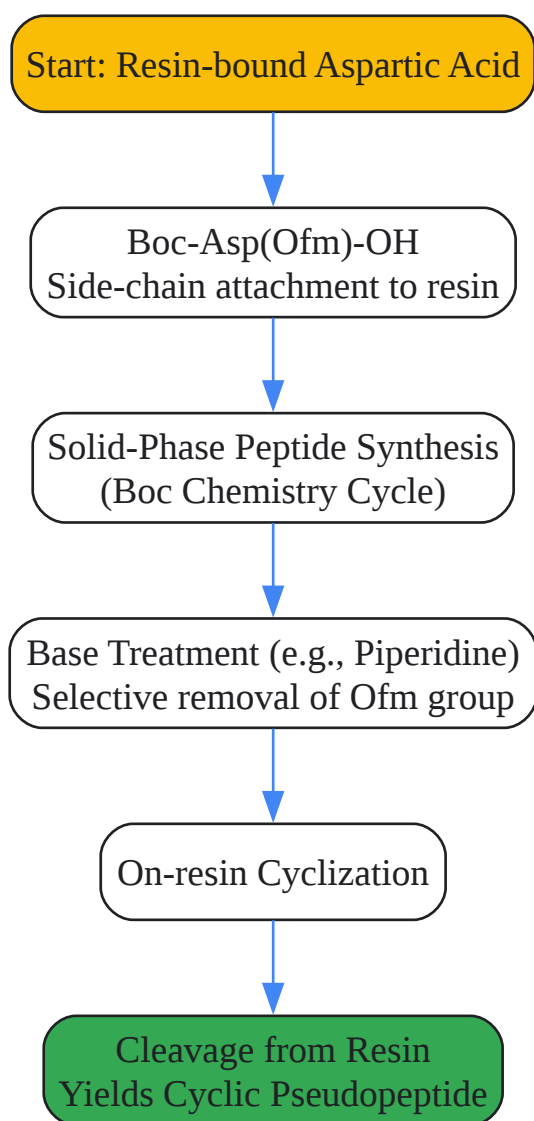 Start: Resin-bound Aspartic Acid
Boc-Asp(Ofm)-OH
Side-chain attachment to resin
Solid-Phase Peptide Synthesis
(Boc Chemistry Cycle)
Base Treatment (e.g., Piperidine)
Selective removal of Ofm group
On-resin Cyclization
Cleavage from Resin
Yields Cyclic Pseudopeptide